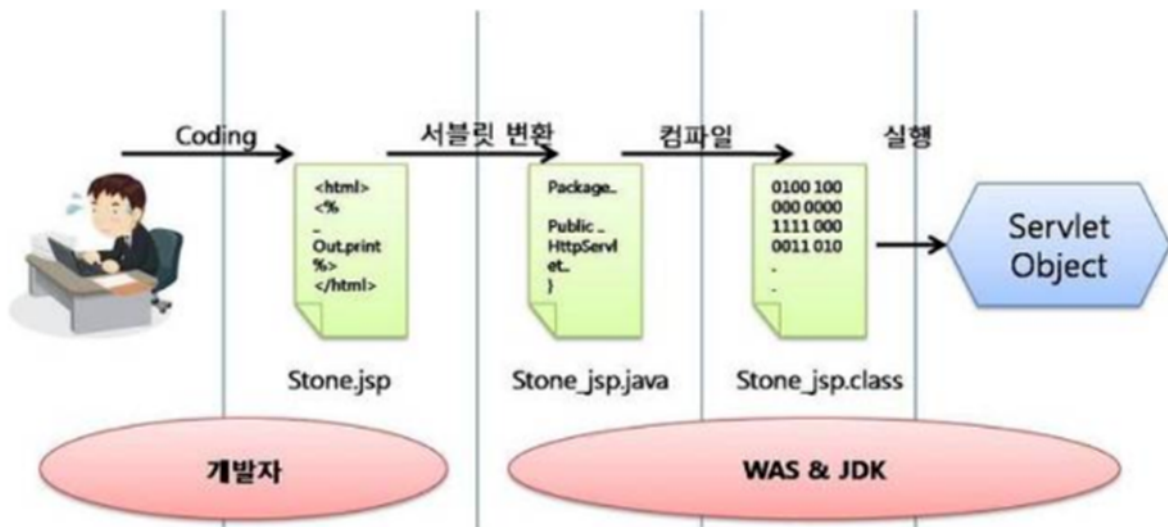 Coding
서블릿 변환
컴파일
실행
<html>
<%
..
Out.print
%>
</html>
Package..
Public ..
HttpServl
et..
}
0100 100
000 0000
1111 000
0011 010
.
.
Servlet
Object
Stone.jsp
Stone_jsp.java
Stone_jsp.class
개발자
WAS & JDK